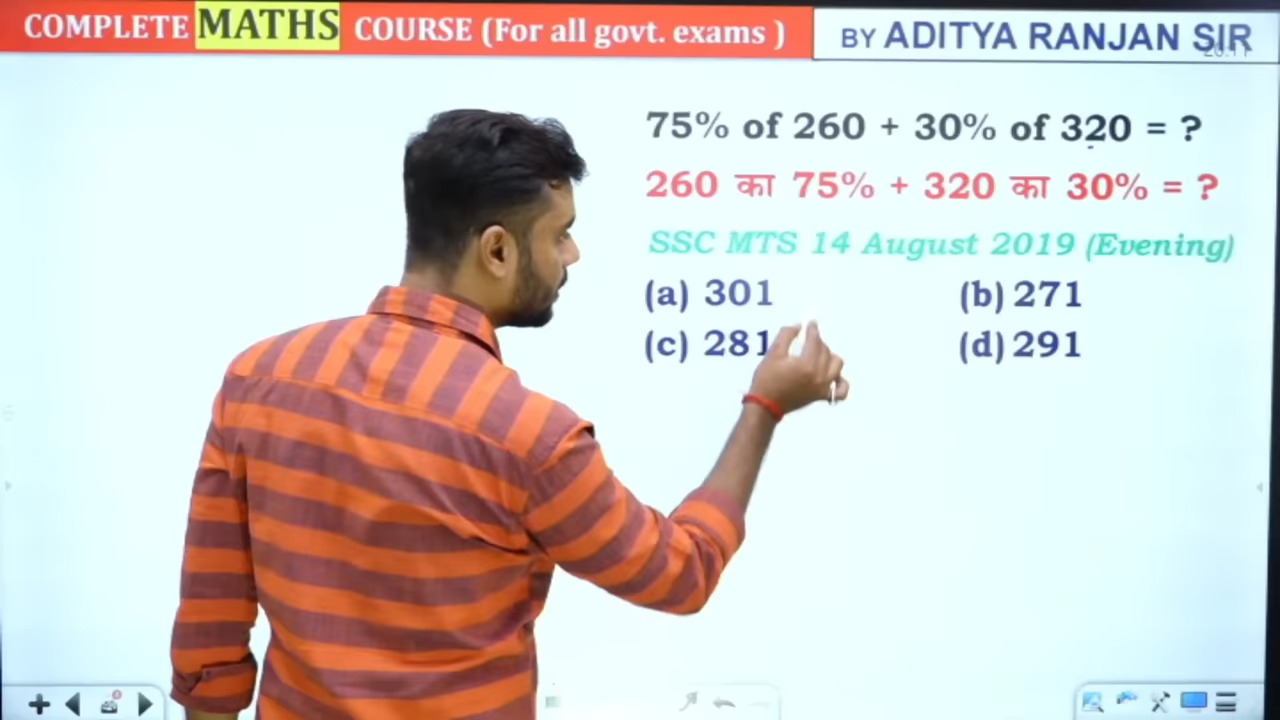 COMPLETE MATHS COURSE (For all govt. exams )
BY ADITYA RANJAN SIR
75% of 260 + 30% of 320 = ?
260 का 75% + 320 का 30% = ?
SSC MTS 14 August 2019 (Evening)
(a) 301 (b) 271
(c) 281 (d) 291